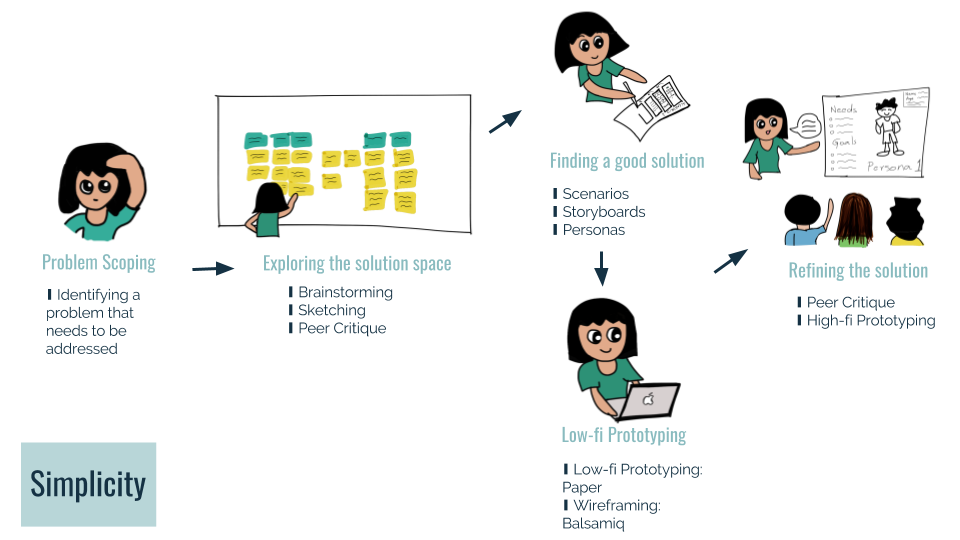 Problem Scoping
▌Identifying a
problem that
needs to be
addressed
Exploring the solution space
▌Brainstorming
▌Sketching
▌Peer Critique
Finding a good solution
▌Scenarios
▌Storyboards
▌Personas
Low-fi Prototyping
▌Low-fi Prototyping:
Paper
▌Wireframing:
Balsamiq
Needs
Goals
Persona 1
Refining the solution
▌Peer Critique
▌High-fi Prototyping
Simplicity